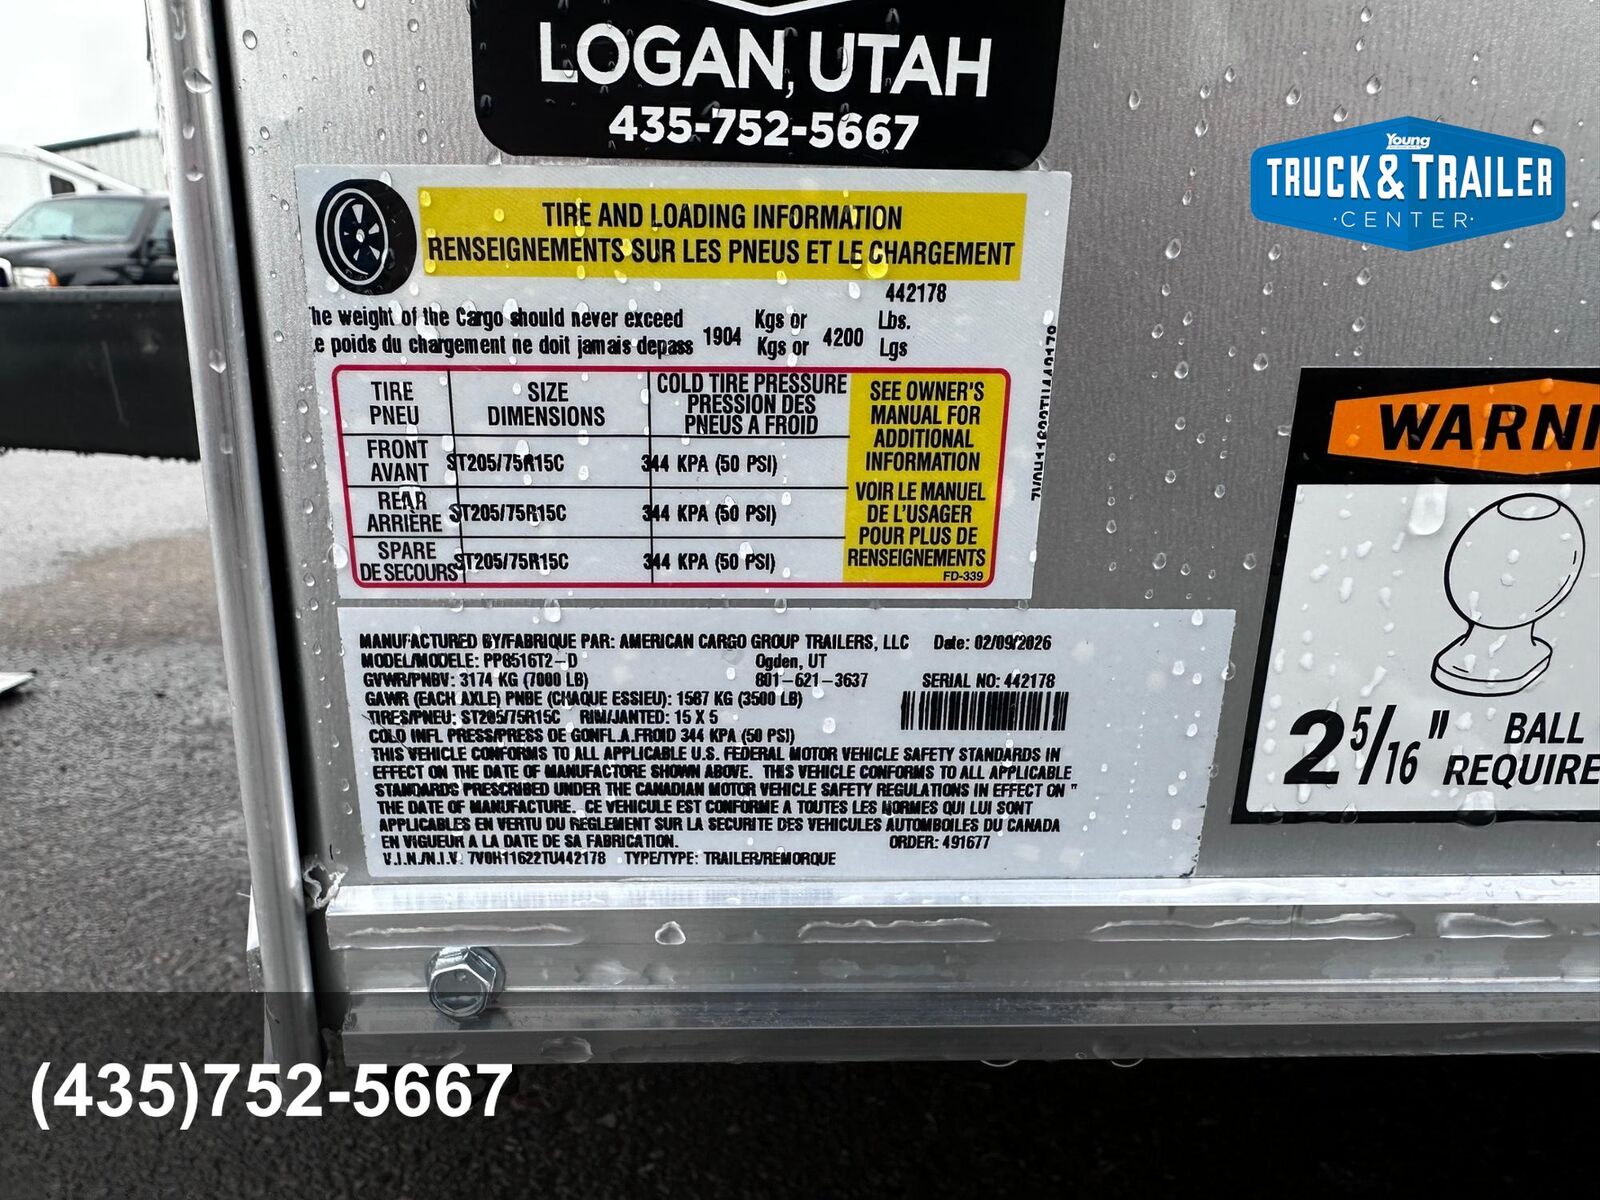 LOGAN, UTAH
435-752-5667
Young
TRUCK & TRAILER
·CENTER·
TIRE AND LOADING INFORMATION
RENSEIGNEMENTS SUR LES PNEUS ET LE CHARGEMENT
442178
The weight of the Cargo should never exceed 1904 Kgs or 4200 Lbs.
Le poids du chargement ne doit jamais depass Kgs or Lgs
TIRE PNEU SIZE DIMENSIONS COLD TIRE PRESSURE PRESSION DES PNEUS A FROID
FRONT AVANT ST205/75R15C 344 KPA (50 PSI)
REAR ARRIÈRE ST205/75R15C 344 KPA (50 PSI)
SPARE DE SECOURS ST205/75R15C 344 KPA (50 PSI)
SEE OWNER'S
MANUAL FOR
ADDITIONAL
INFORMATION
VOIR LE MANUEL
DE L'USAGER
POUR PLUS DE
RENSEIGNEMENTS
FD-339
7V0H11622TU442178
MANUFACTURED BY/FABRIQUE PAR: AMERICAN CARGO GROUP TRAILERS, LLC Date: 02/09/2026
MODEL/MODELE: PP8516T2-D Ogden, UT
GVWR/PNBV: 3174 KG (7000 LB) 801-621-3637 SERIAL NO: 442178
GAWR (EACH AXLE) PNBE (CHAQUE ESSIEU): 1587 KG (3500 LB)
TIRES/PNEU: ST205/75R15C RIM/JANTED: 15 X 5
COLD INFL PRESS/PRESS DE GONFL.A.FROID 344 KPA (50 PSI)
THIS VEHICLE CONFORMS TO ALL APPLICABLE U.S. FEDERAL MOTOR VEHICLE SAFETY STANDARDS IN
EFFECT ON THE DATE OF MANUFACTORE SHOWN ABOVE. THIS VEHICLE CONFORMS TO ALL APPLICABLE
STANDARDS PRESCRIBED UNDER THE CANADIAN MOTOR VEHICLE SAFETY REGULATIONS IN EFFECT ON "
THE DATE OF MANUFACTURE. CE VEHICULE EST CONFORME A TOUTES LES NORMES QUI LUI SONT
APPLICABLES EN VERTU DU REGLEMENT SUR LA SECURITE DES VEHICULES AUTOMBOILES DU CANADA
EN VIGUEUR A LA DATE DE SA FABRICATION. ORDER: 491677
V.I.N./N.I.V. 7V0H11622TU442178 TYPE/TYPE: TRAILER/REMORQUE
WARNI
2 5/16" BALL
REQUIRE
(435)752-5667